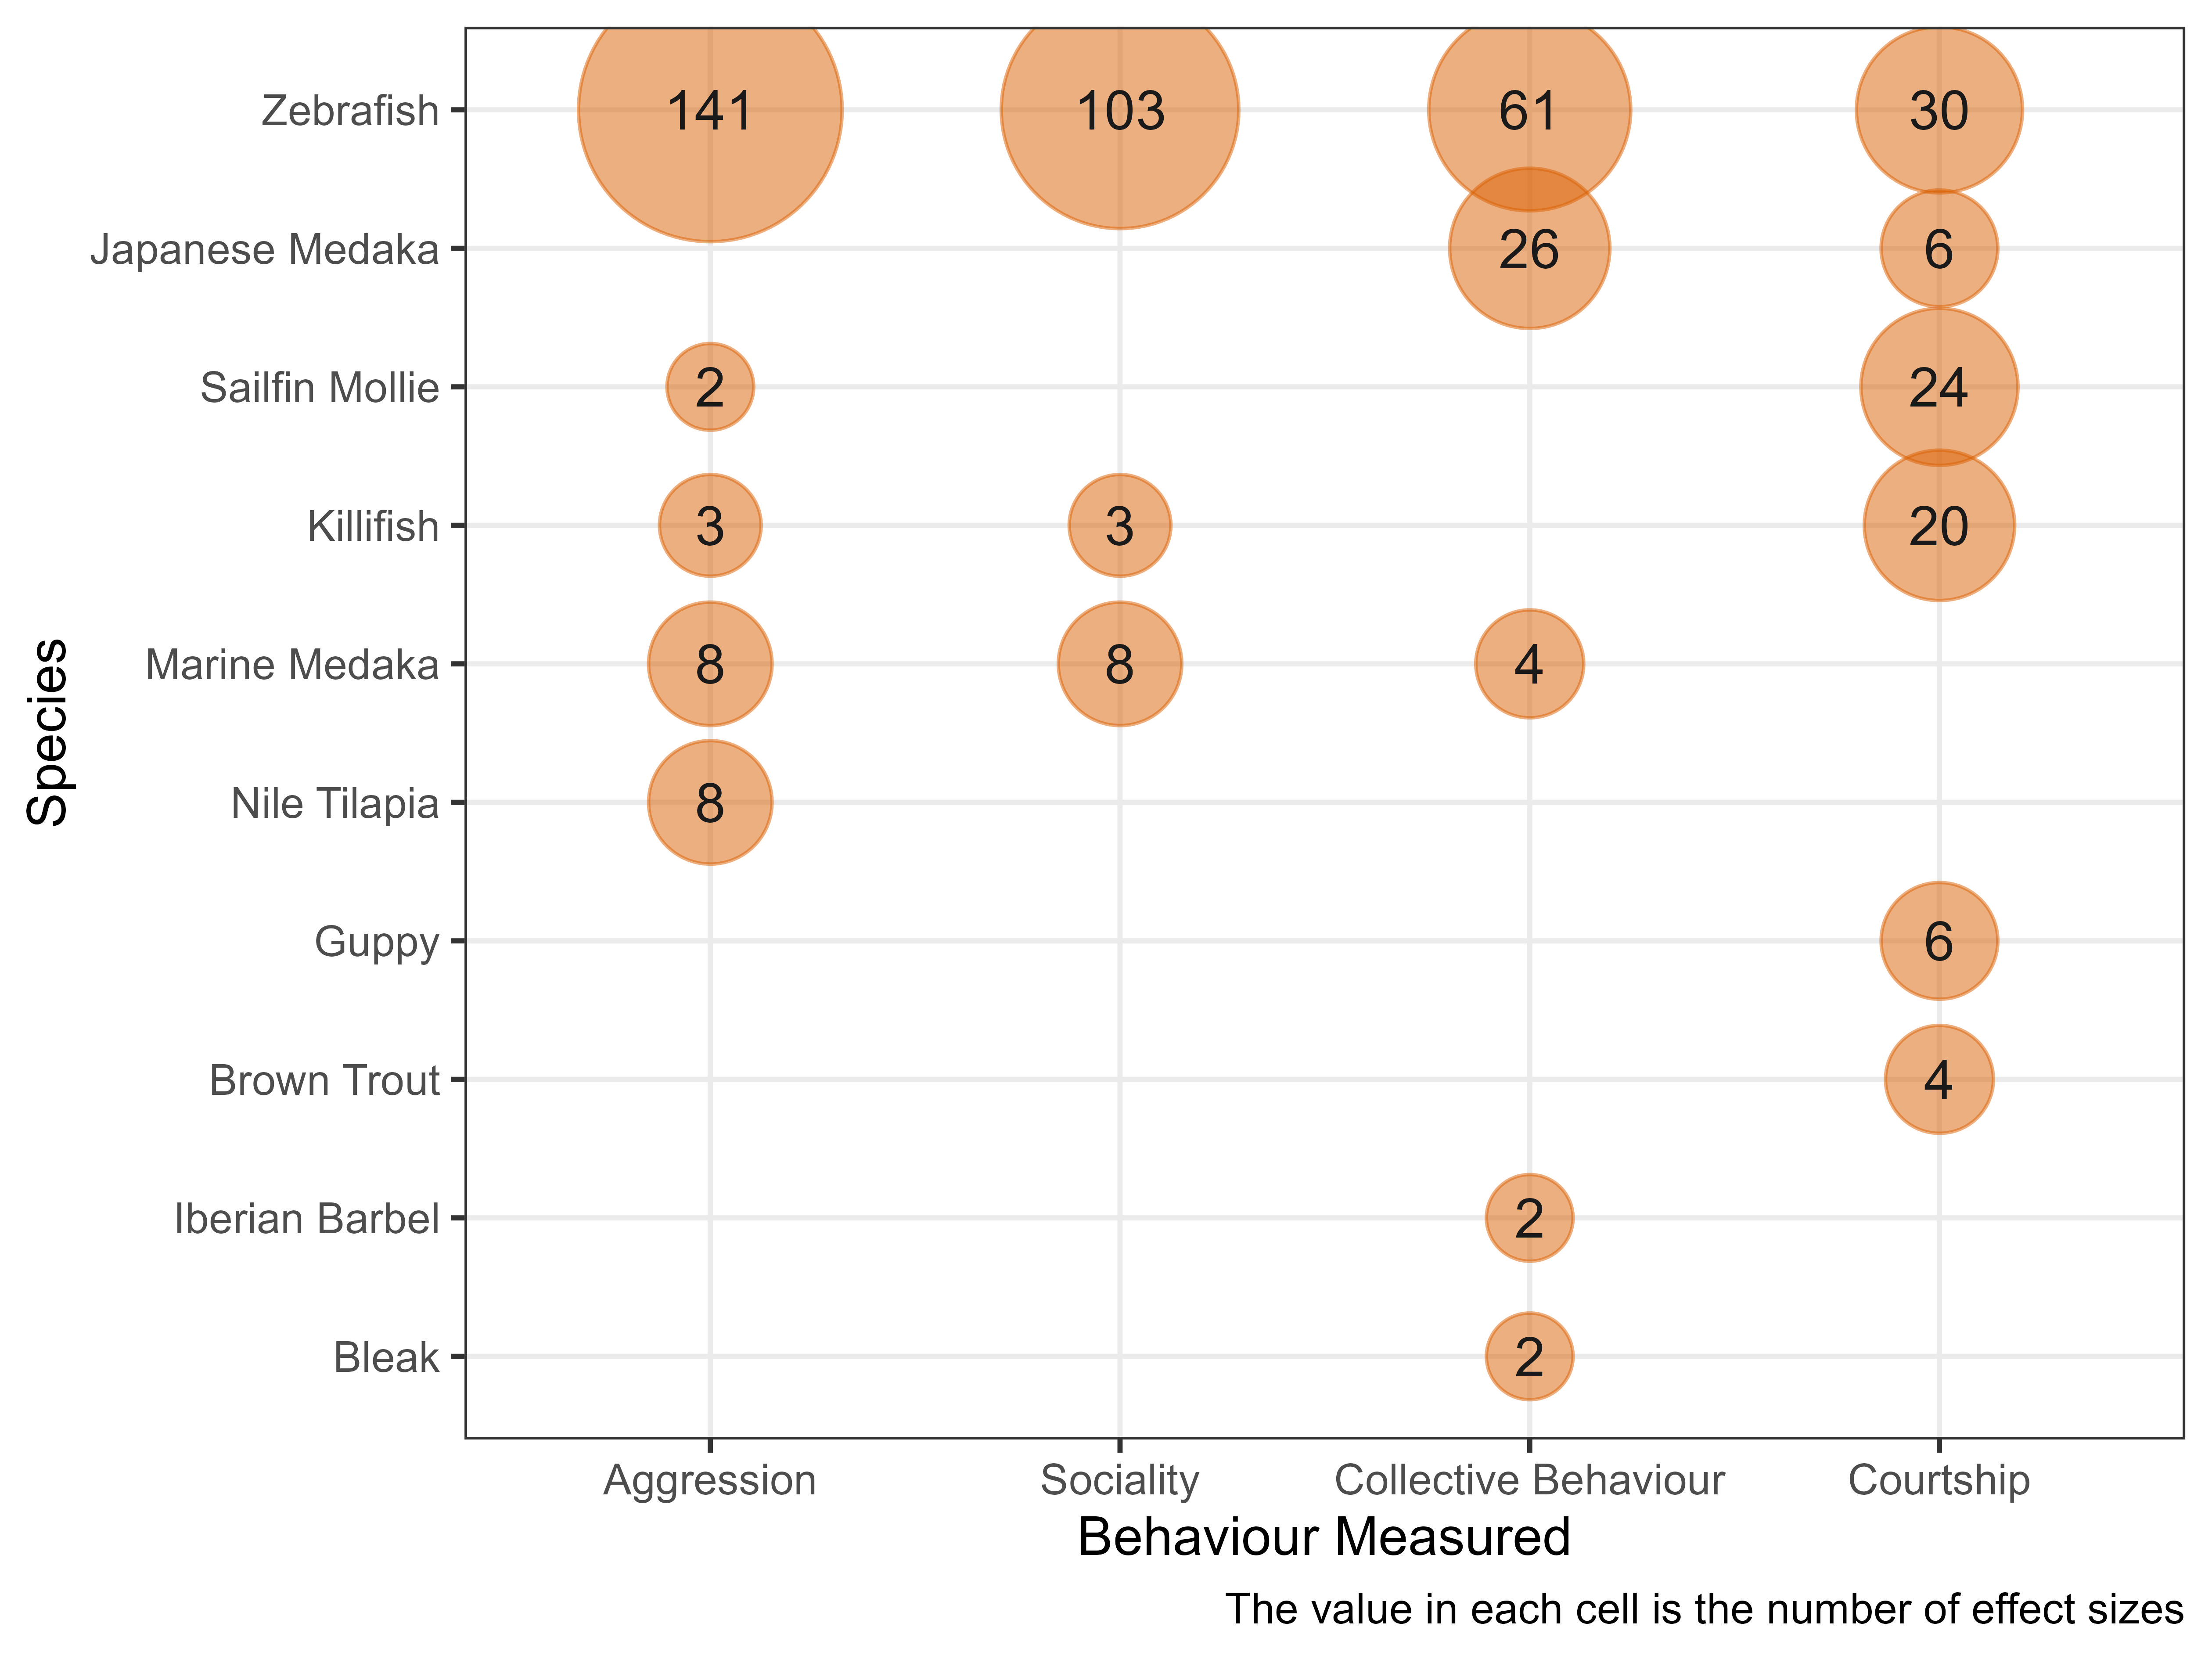 Zebrafish 141 103 61 30
Japanese Medaka 26 6
Sailfin Mollie 2 24
Killifish 3 3 20
Marine Medaka 8 8 4
Nile Tilapia 8
Guppy 6
Brown Trout 4
Iberian Barbel 2
Bleak 2
Species
Aggression Sociality Collective Behaviour Courtship
Behaviour Measured
The value in each cell is the number of effect sizes